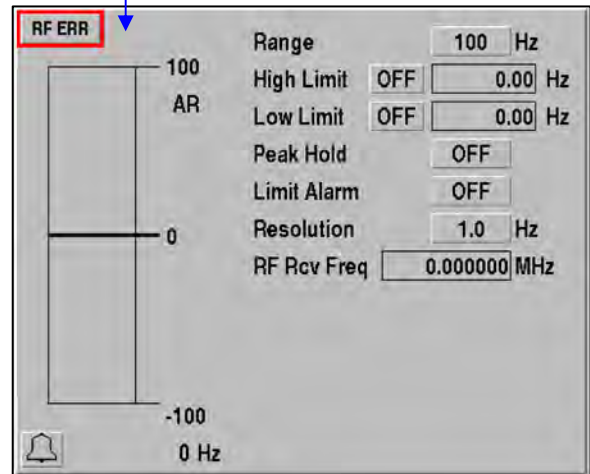 RF ERR
100
AR
0
-100
0 Hz
Range 100 Hz
High Limit OFF 0.00 Hz
Low Limit OFF 0.00 Hz
Peak Hold OFF
Limit Alarm OFF
Resolution 1.0 Hz
RF Rcv Freq 0.000000 MHz